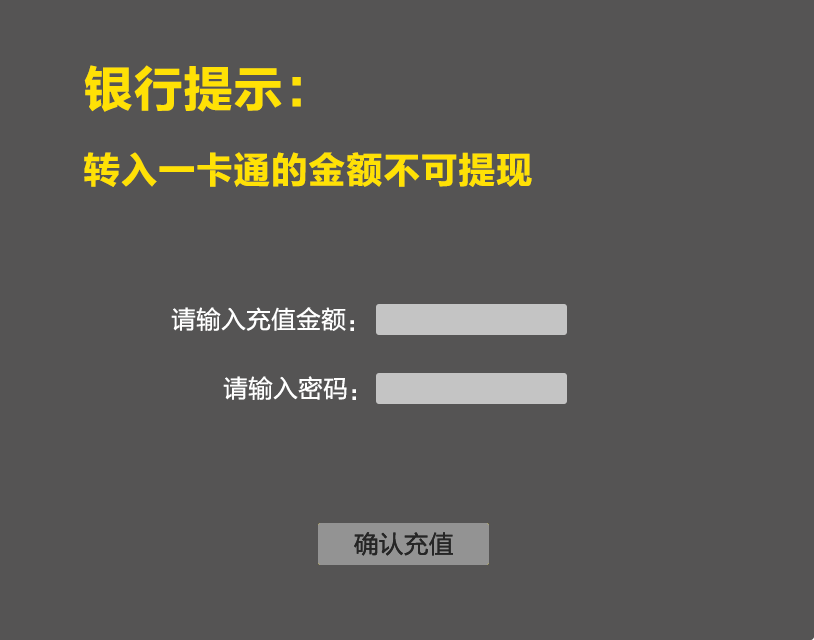 银行提示：
转入一卡通的金额不可提现
请输入充值金额：
请输入密码：
确认充值